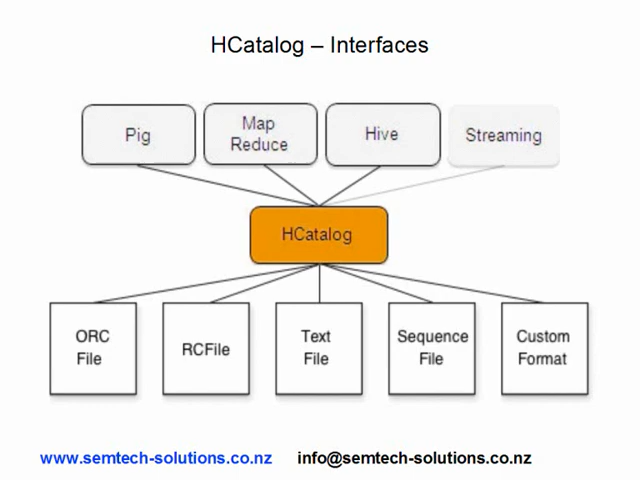 HCatalog – Interfaces
Pig
Map
Reduce
Hive
Streaming
HCatalog
ORC
File
RCFile
Text
File
Sequence
File
Custom
Format
www.semtech-solutions.co.nz
info@semtech-solutions.co.nz